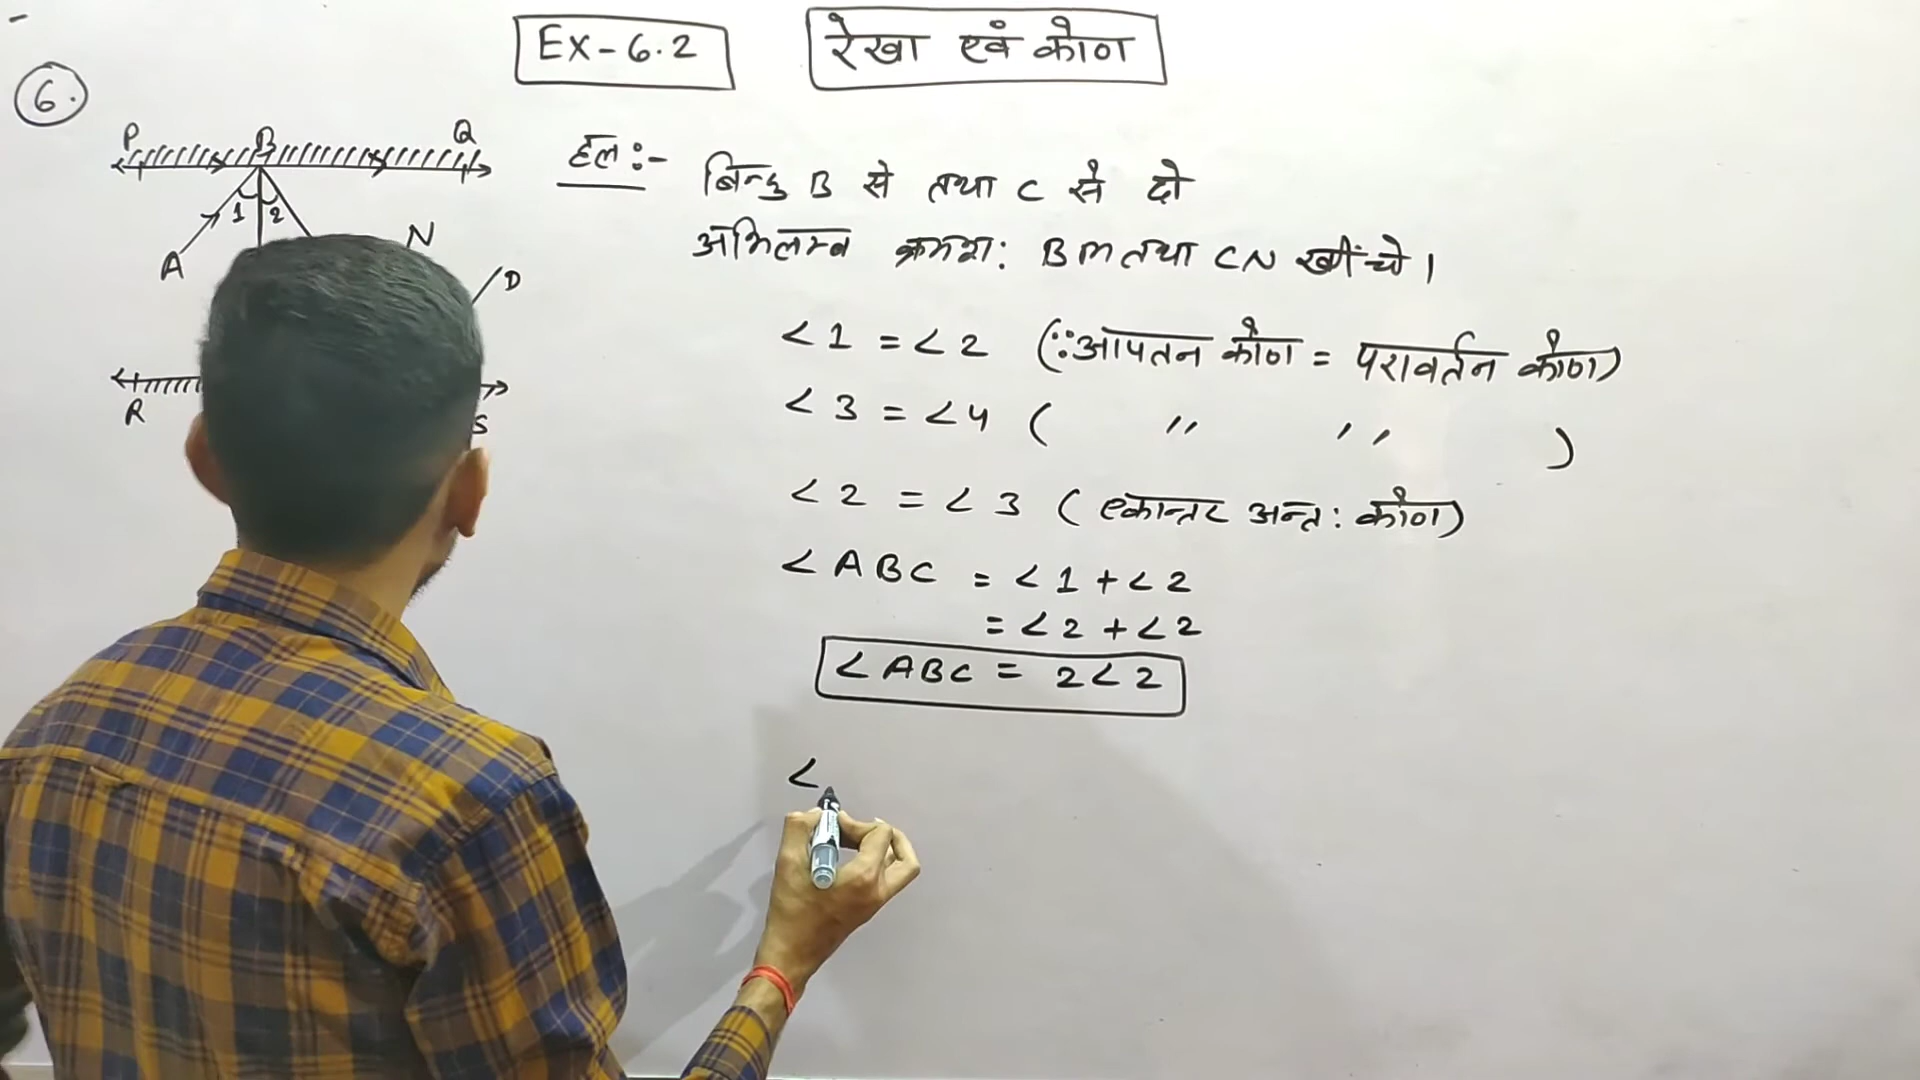 Ex-6.2
रेखा एवं कोण
6.
P B Q
1 2
A
N
D
R
S
हल :-
बिन्दु B से तथा C से दो
अभिलम्ब क्रमश: BM तथा CN खींचे।
∠1 = ∠2 (∵ आपतन कोण = परावर्तन कोण)
∠3 = ∠4 ( " " )
∠2 = ∠3 (एकान्तर अन्त: कोण)
∠ABC = ∠1 + ∠2
= ∠2 + ∠2
∠ABC = 2∠2
∠